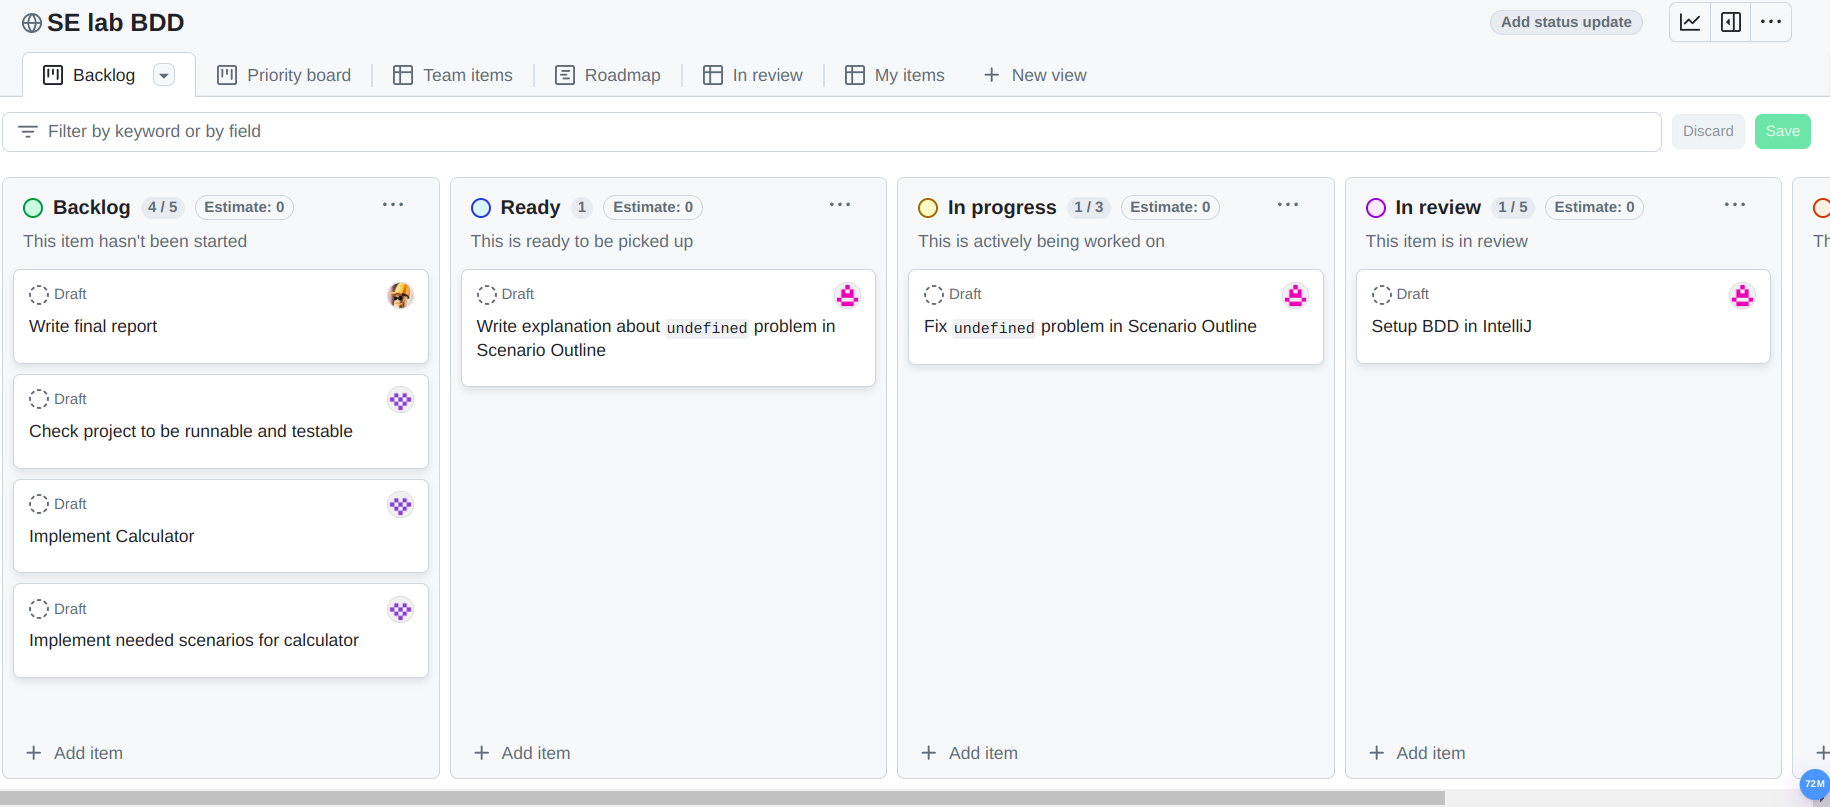 SE lab BDD
Add status update
Backlog
Priority board
Team items
Roadmap
In review
My items
New view
Filter by keyword or by field
Discard
Save
Backlog 4 / 5 Estimate: 0
This item hasn't been started
Draft
Write final report
Draft
Check project to be runnable and testable
Draft
Implement Calculator
Draft
Implement needed scenarios for calculator
Add item
Ready 1 Estimate: 0
This is ready to be picked up
Draft
Write explanation about undefined problem in
Scenario Outline
Add item
In progress 1 / 3 Estimate: 0
This is actively being worked on
Draft
Fix undefined problem in Scenario Outline
Add item
In review 1 / 5 Estimate: 0
This item is in review
Draft
Setup BDD in IntelliJ
Add item
72M